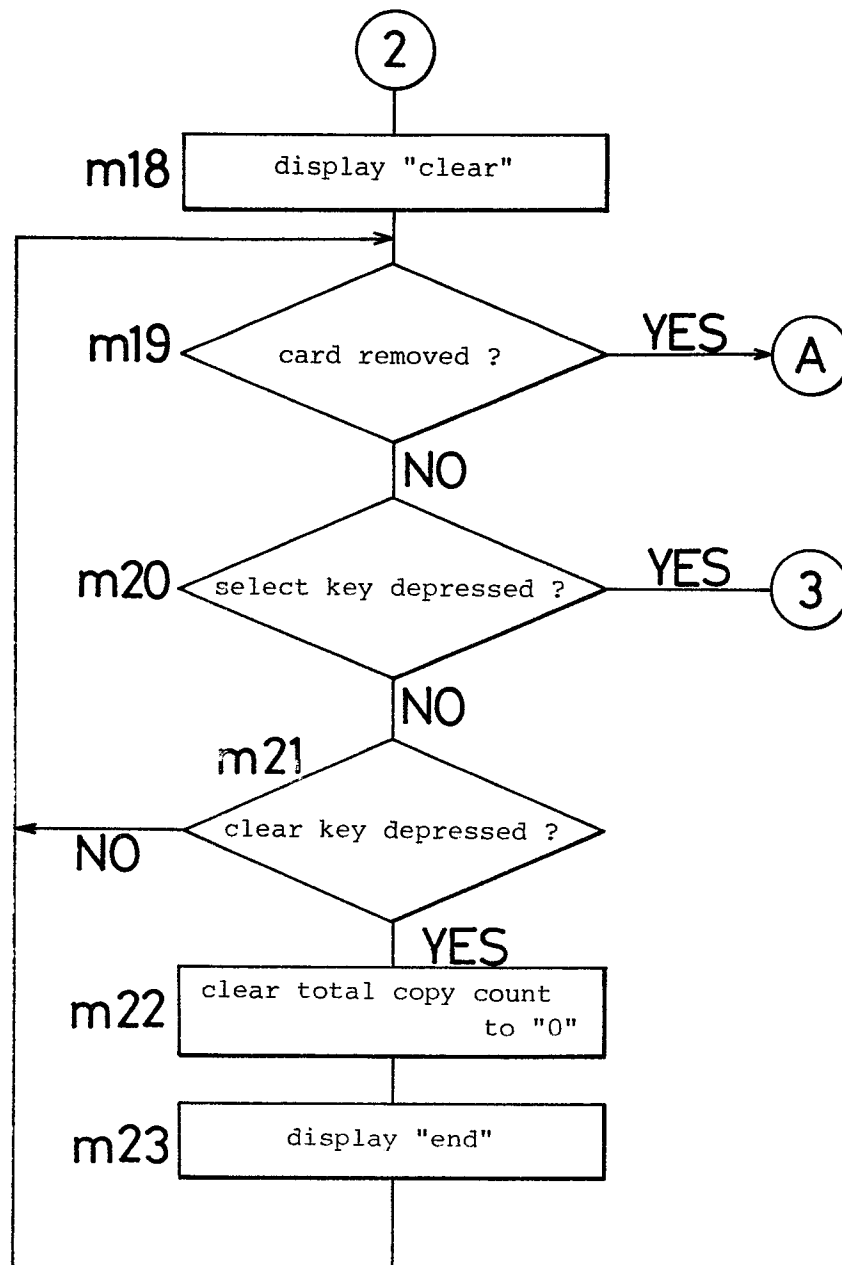 2
m18
display "clear"
m19
card removed ?
YES
A
NO
m20
select key depressed ?
YES
3
NO
m21
clear key depressed ?
NO
YES
m22
clear total copy count
to "0"
m23
display "end"